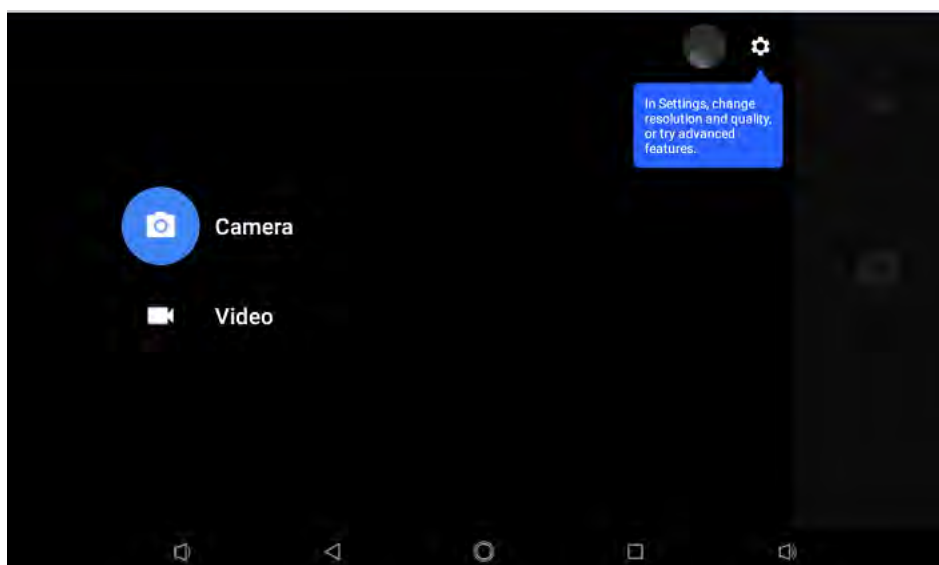 In Settings, change
resolution and quality,
or try advanced
features.
Camera
Video